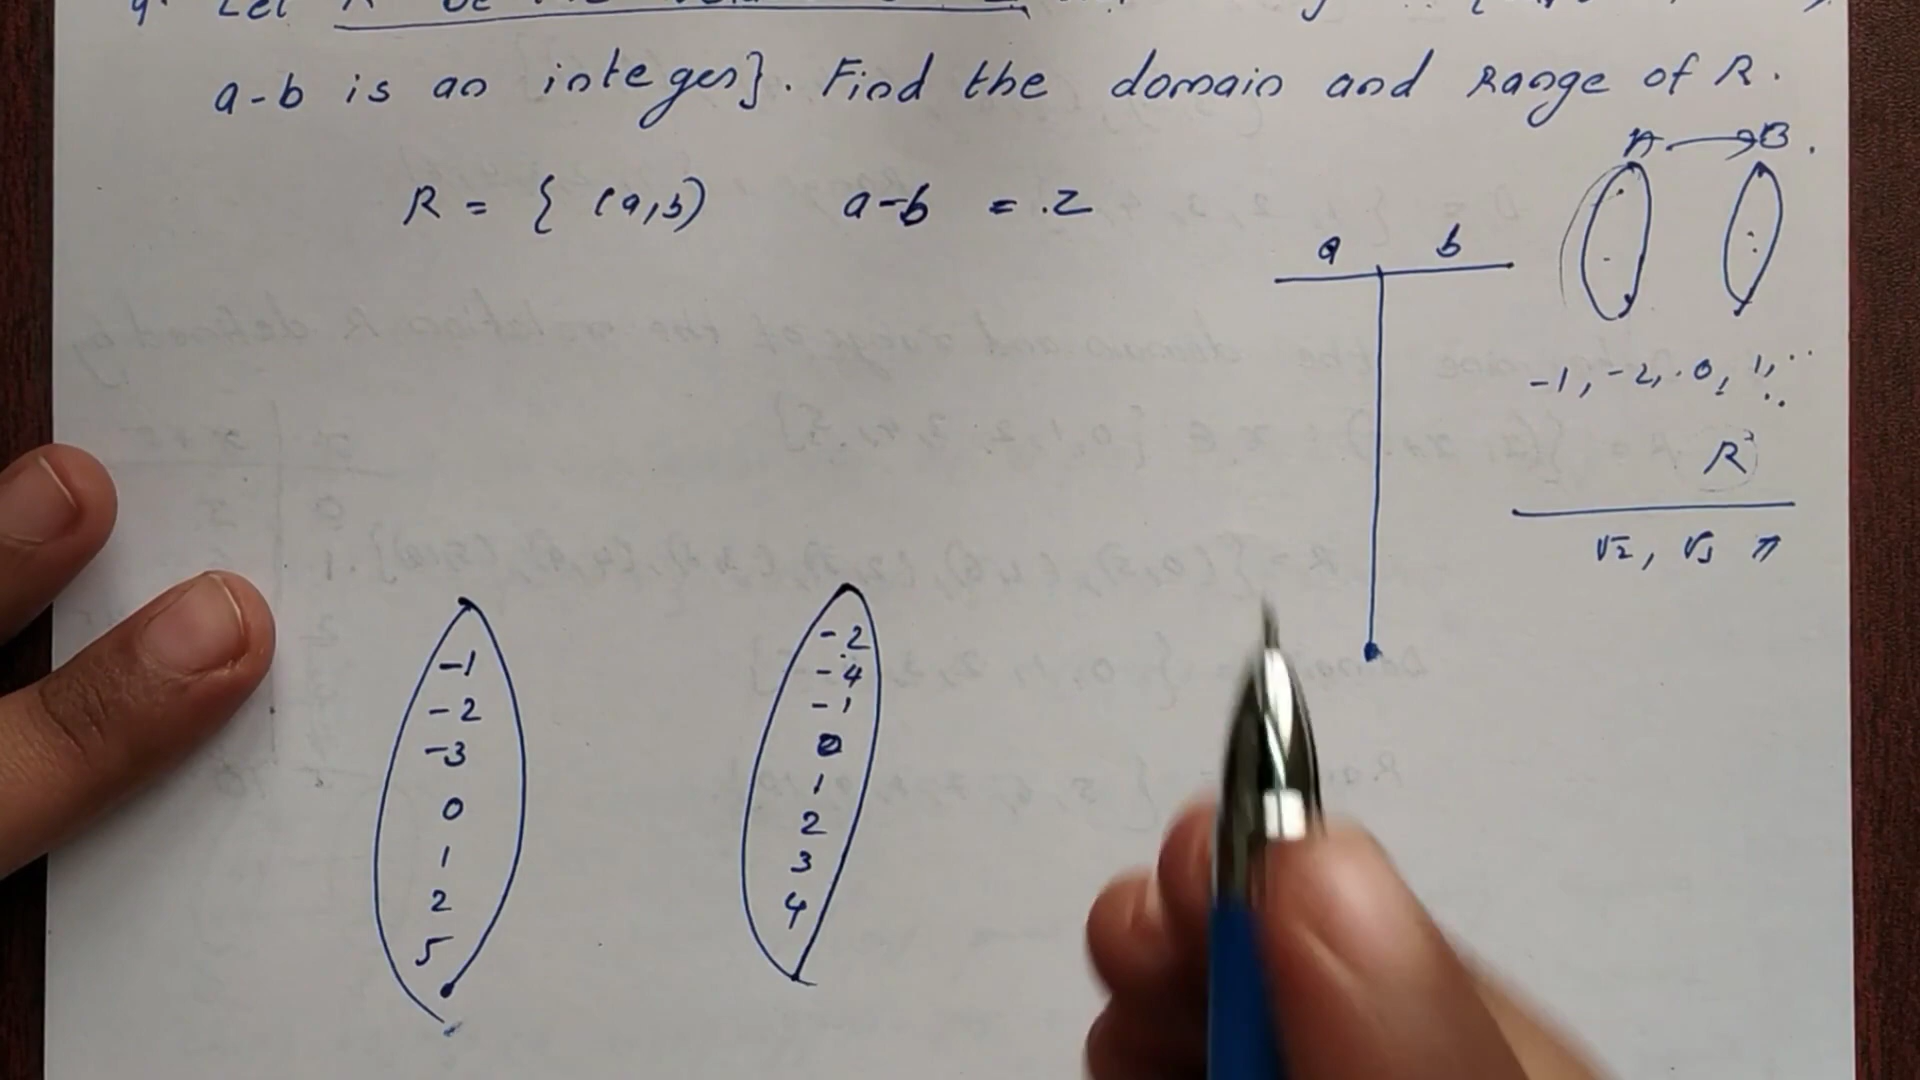 a-b is an integer}. Find the domain and Range of R.
A → B.
R = { (a,b) a-b = .Z
a b
-1, -2, .0, 1, ..
R
√2, √3 π
-1
-2
-3
0
1
2
5
-2
-4
-1
0
1
2
3
4